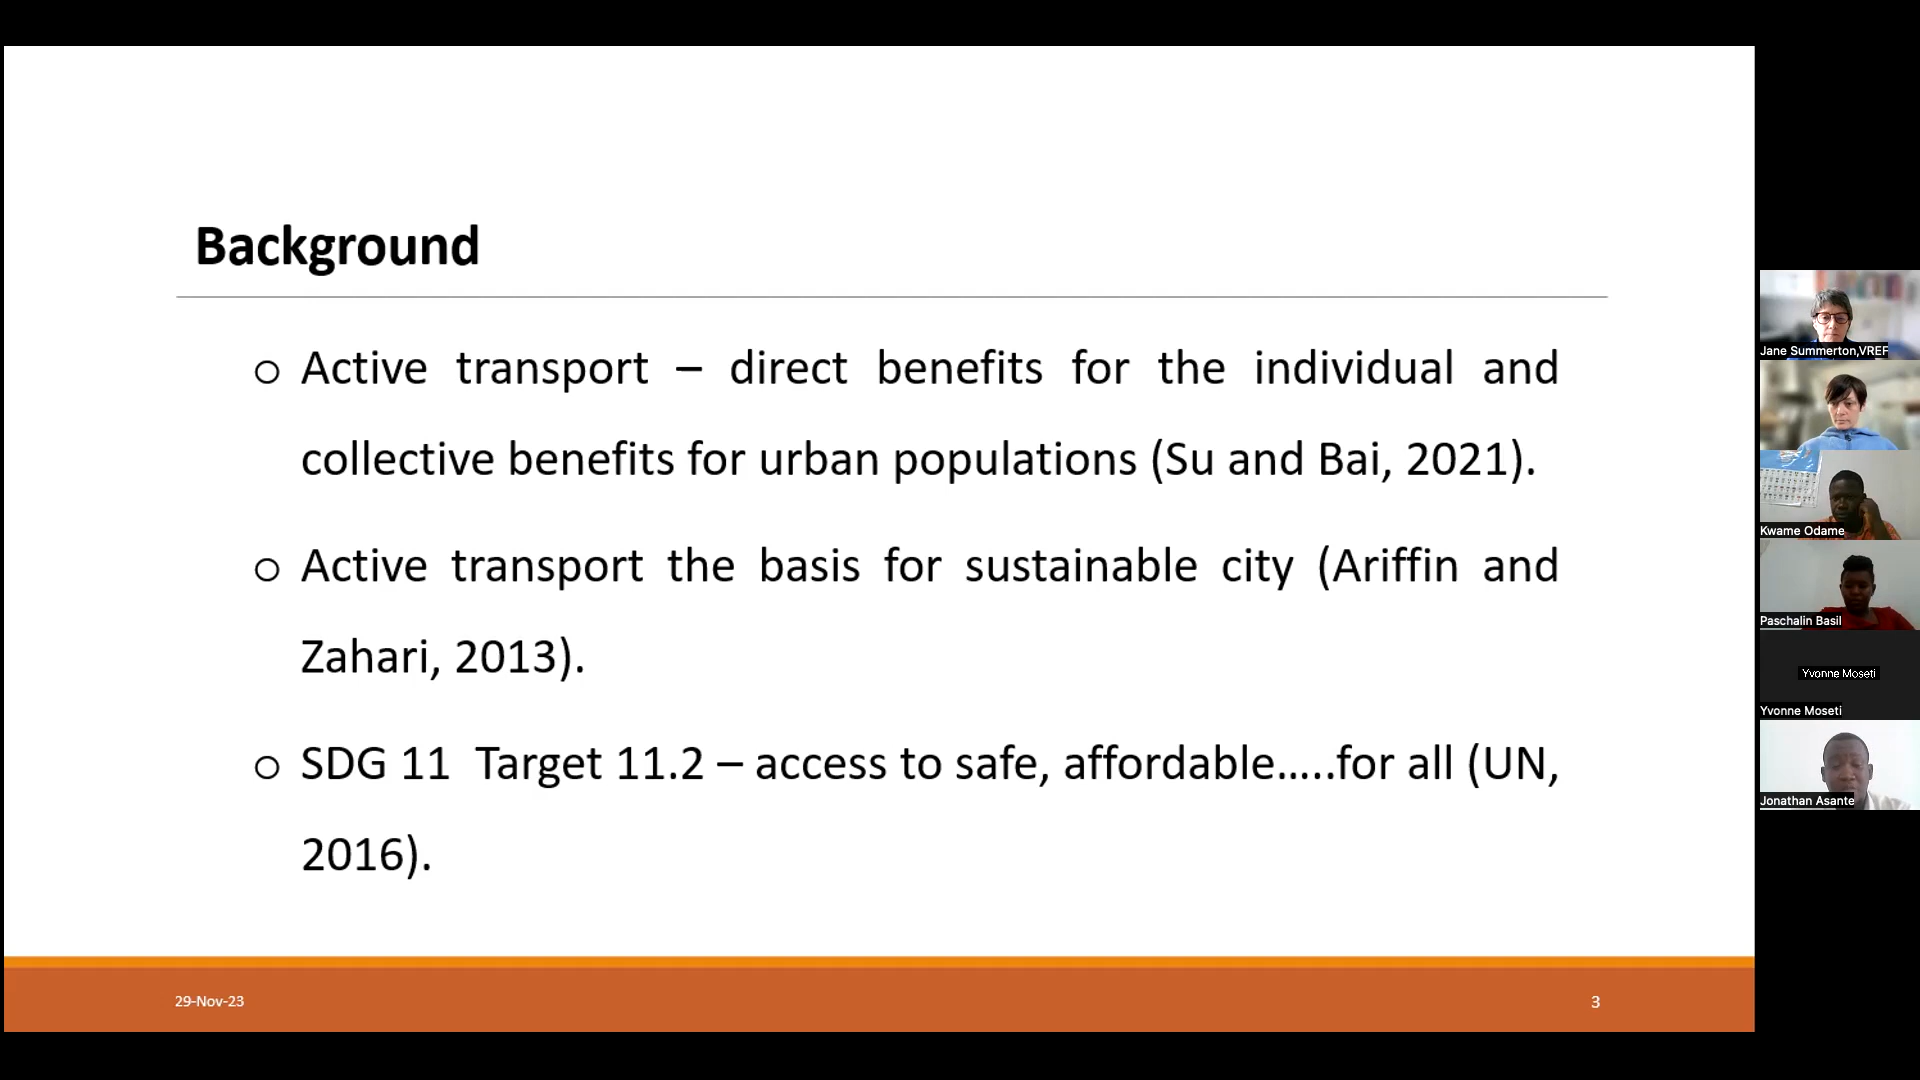 Background
o Active transport – direct benefits for the individual and
collective benefits for urban populations (Su and Bai, 2021).
o Active transport the basis for sustainable city (Ariffin and
Zahari, 2013).
o SDG 11 Target 11.2 – access to safe, affordable.....for all (UN,
2016).
29-Nov-23
3
Jane Summerton,VREF
Kwame Odame
Paschalin Basil
Yvonne Moseti
Yvonne Moseti
Jonathan Asante